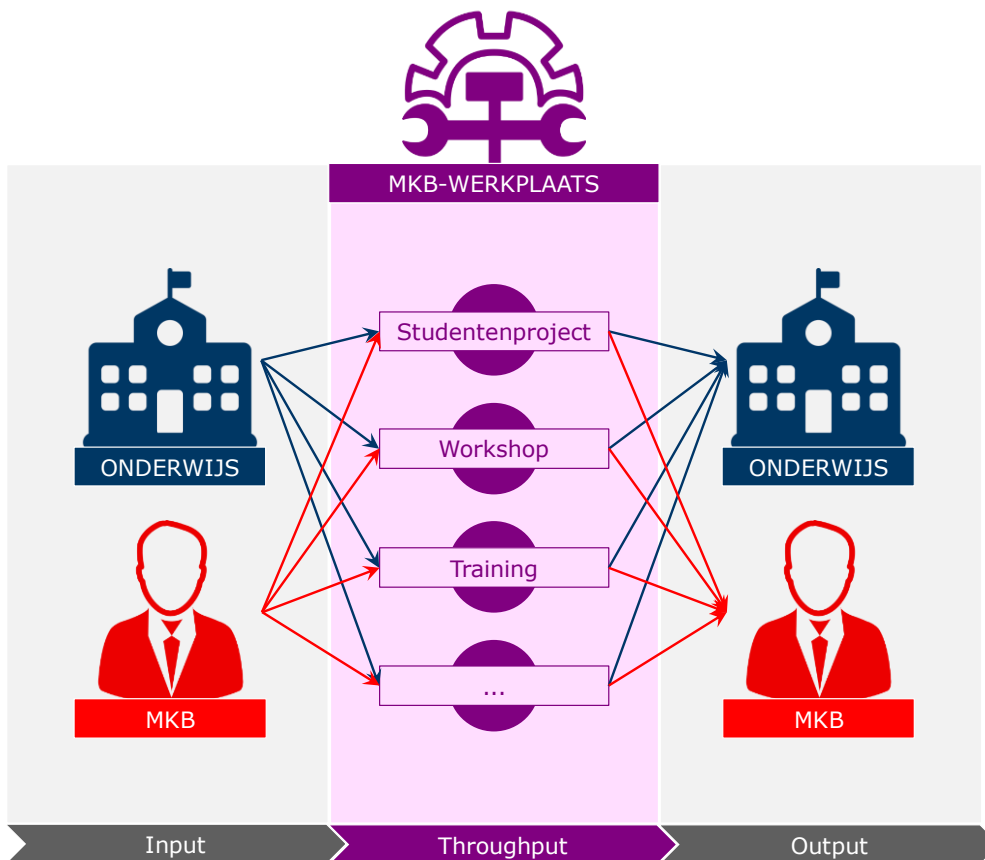 MKB-WERKPLAATS
Studentenproject
Workshop
ONDERWIJS
ONDERWIJS
Training
...
MKB
MKB
Input
Throughput
Output